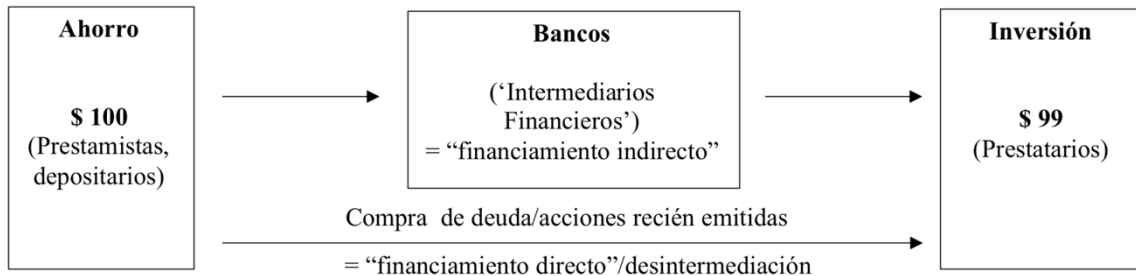 Ahorro
$ 100
(Prestamistas,
depositarios)
Bancos
(‘Intermediarios
Financieros’)
= “financiamiento indirecto”
Inversión
$ 99
(Prestatarios)
Compra de deuda/acciones recién emitidas
= “financiamiento directo”/desintermediación